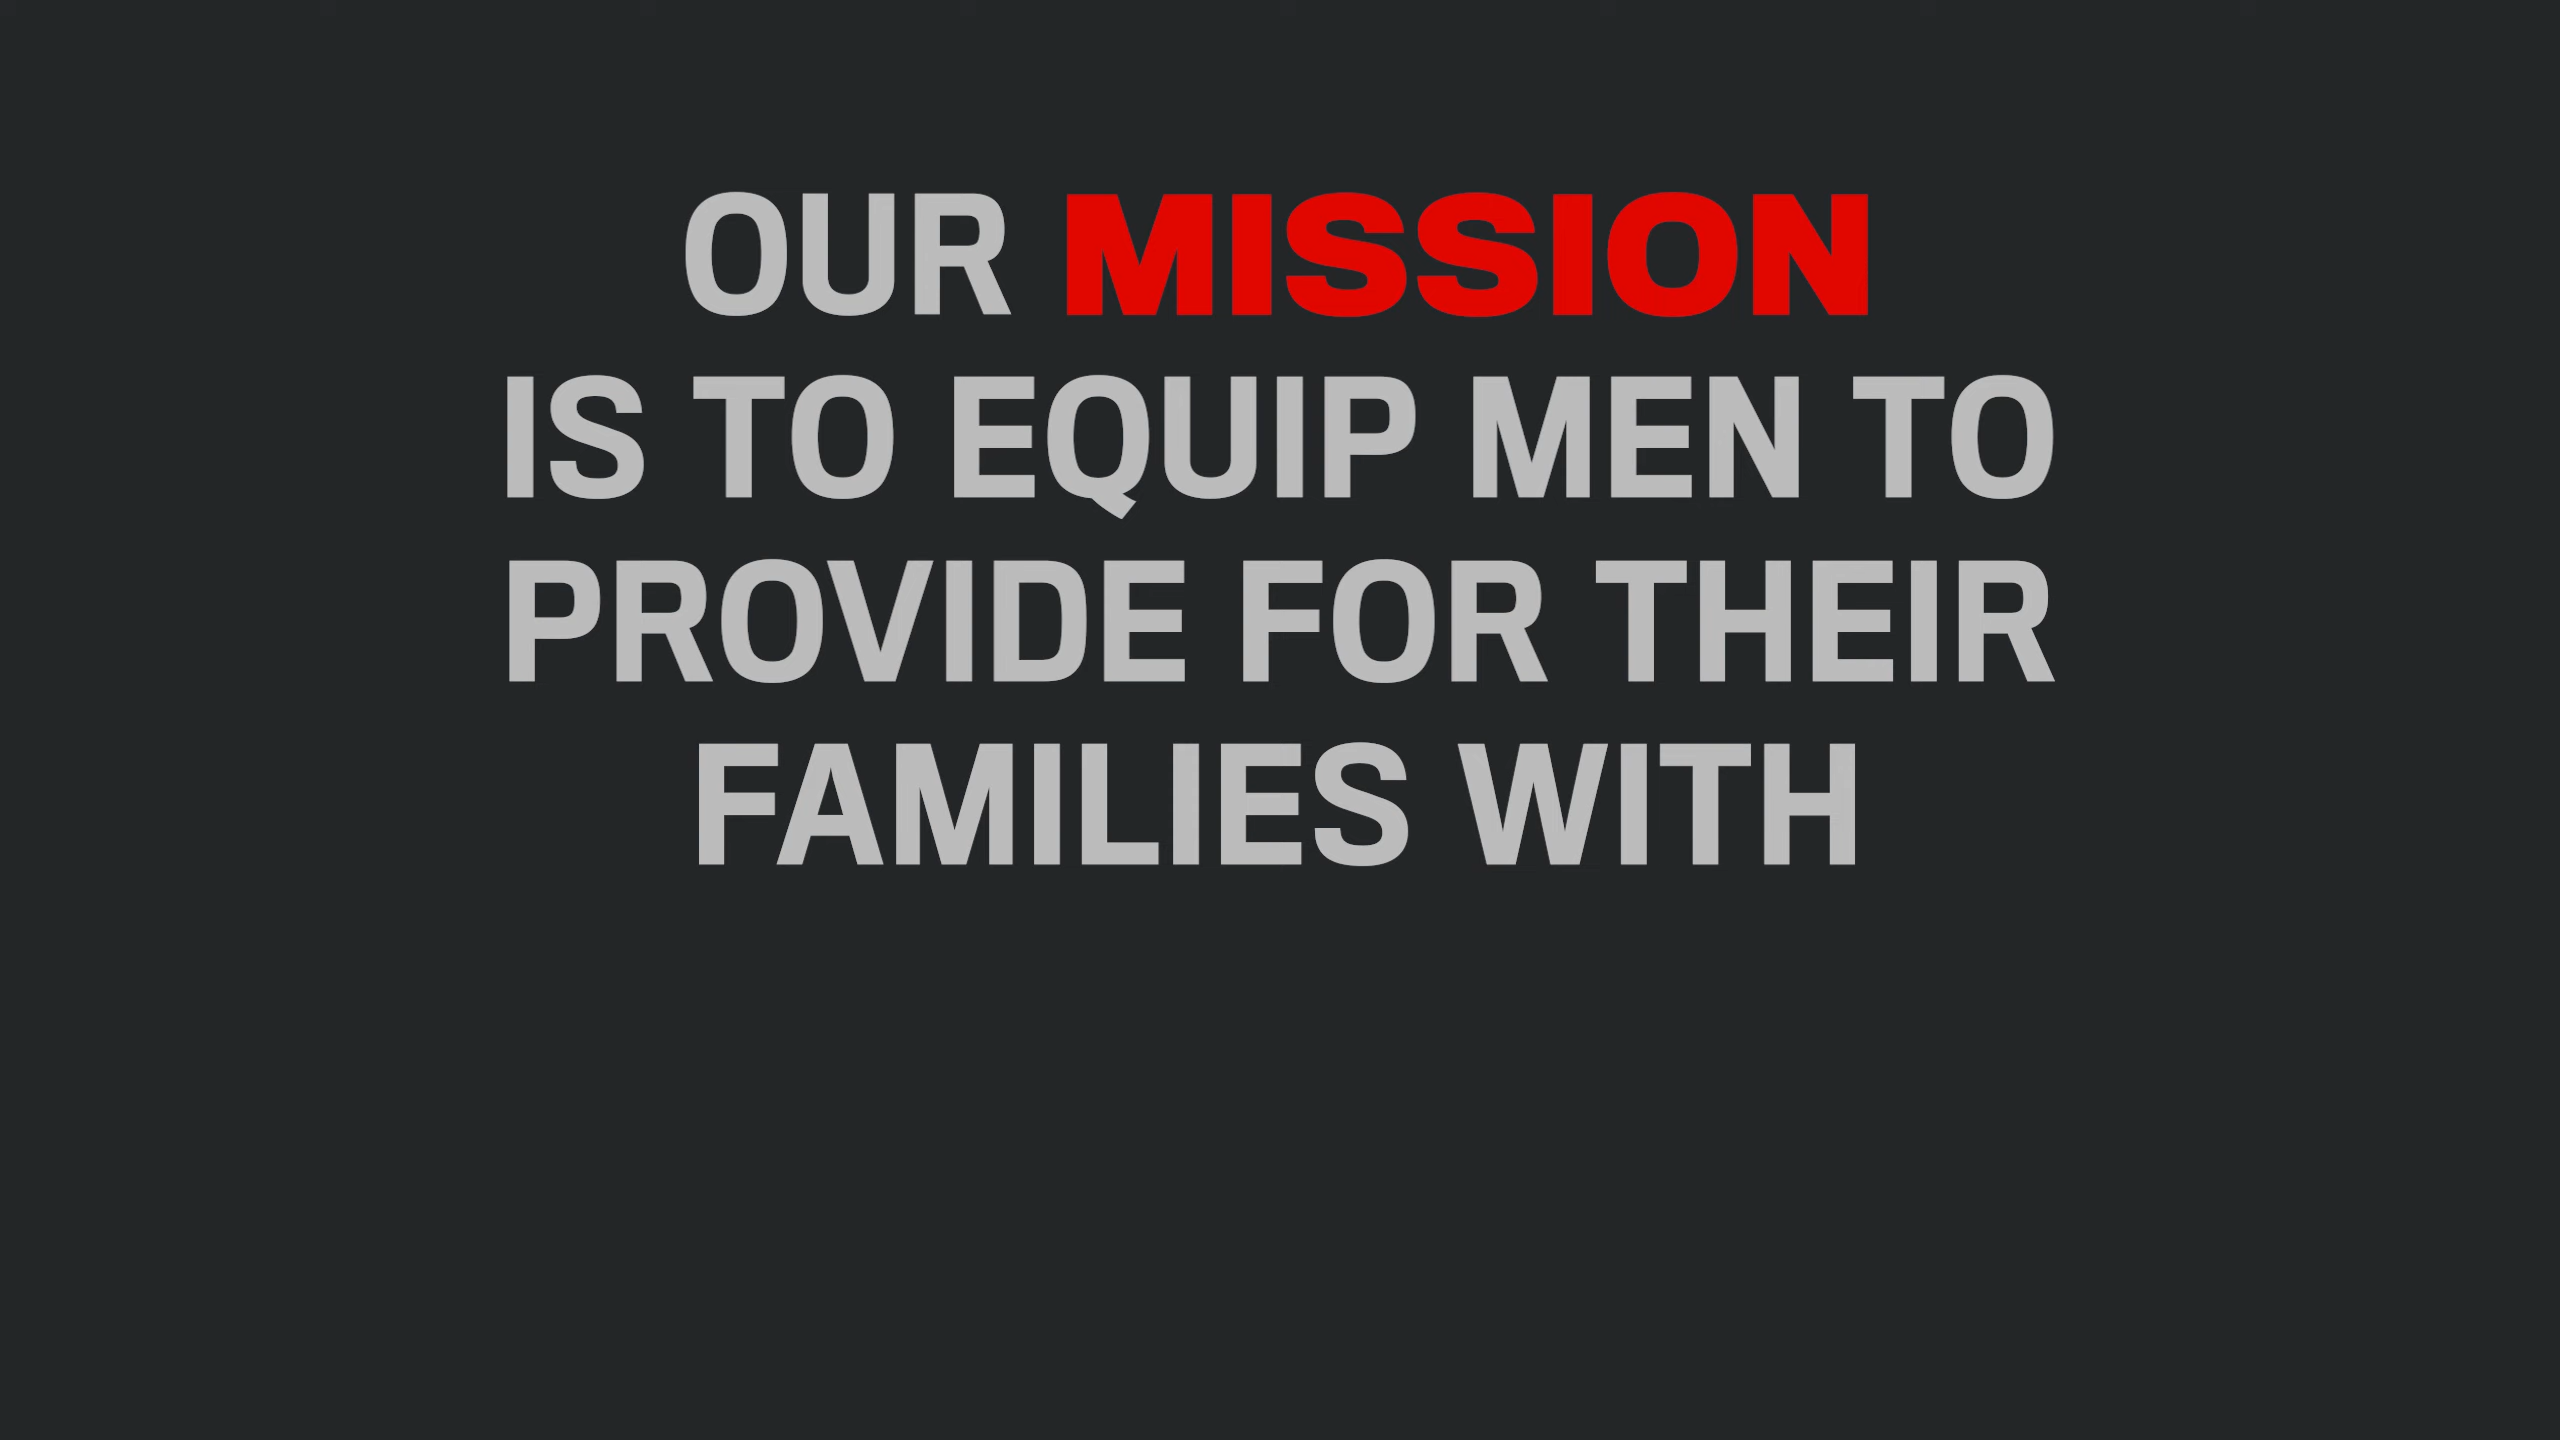 OUR MISSION
IS TO EQUIP MEN TO
PROVIDE FOR THEIR
FAMILIES WITH